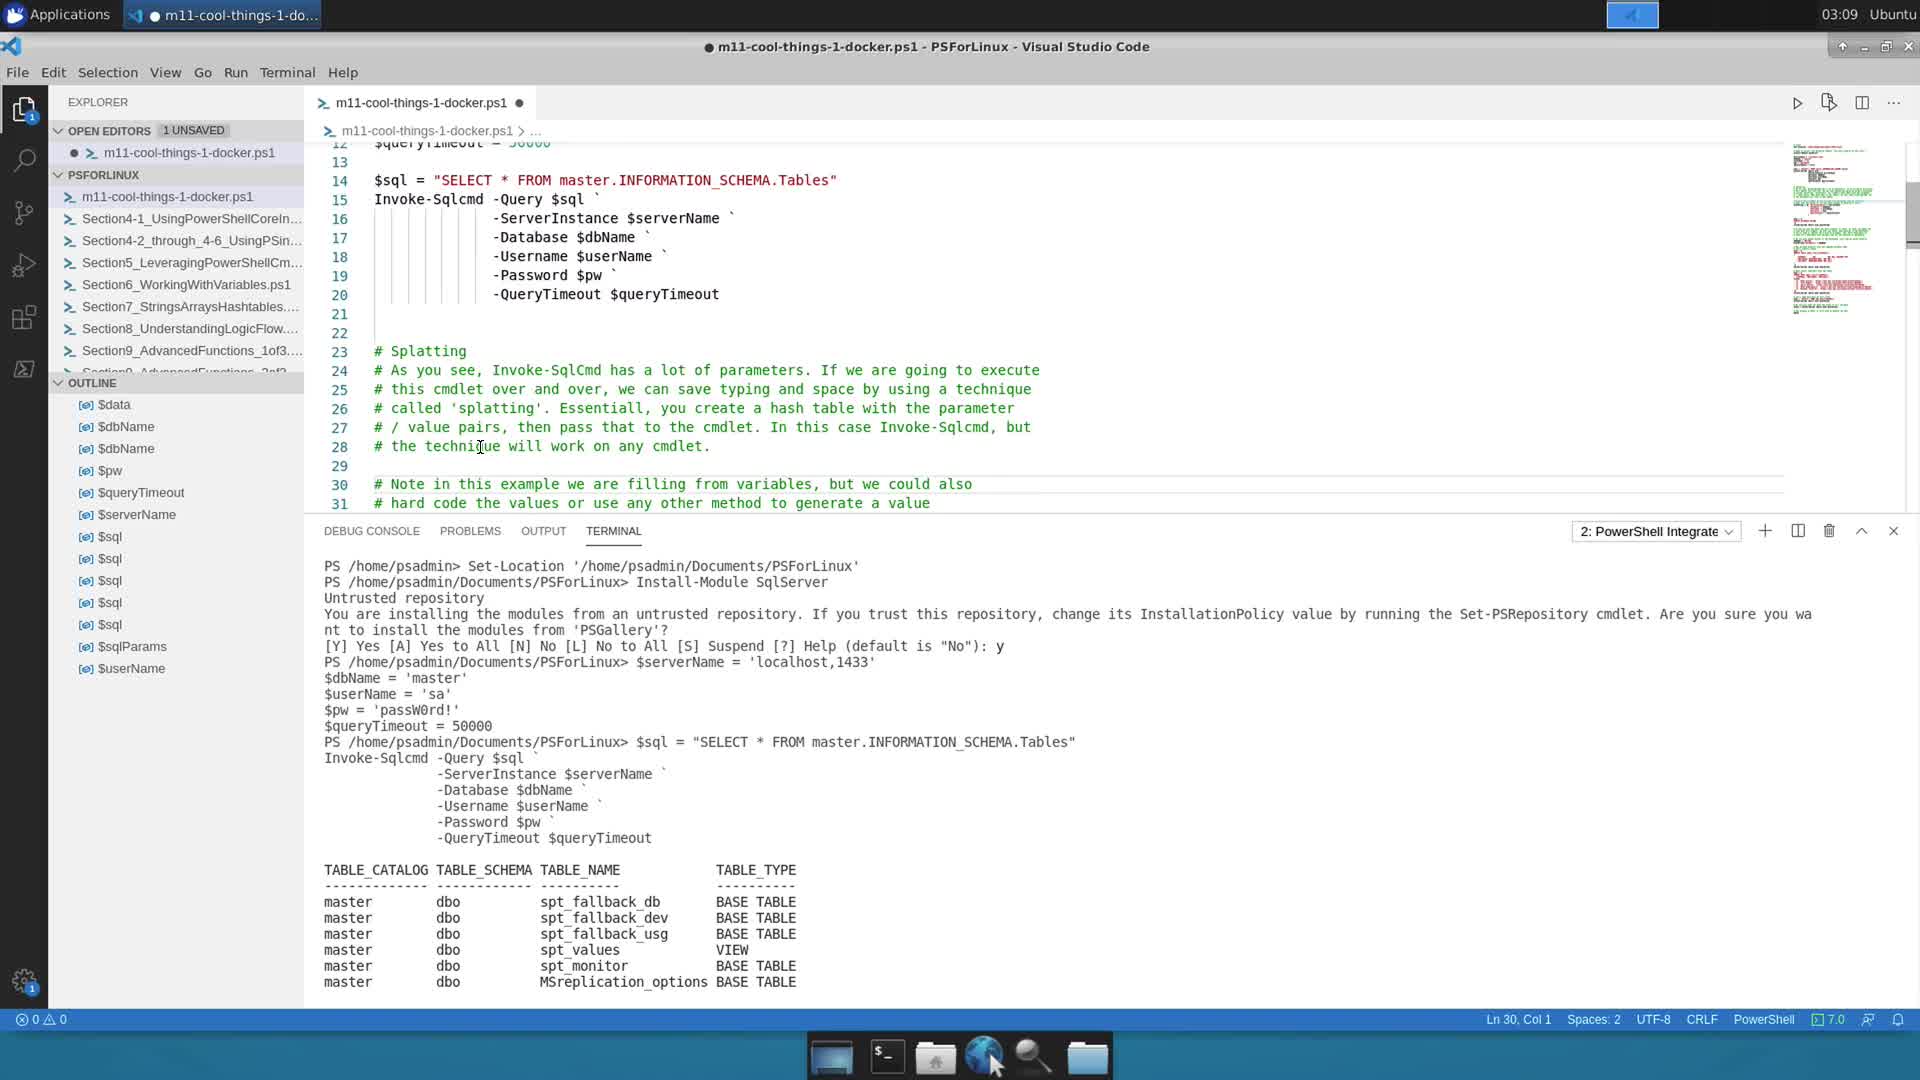 Applications
m11-cool-things-1-do...
03:09 Ubuntu
m11-cool-things-1-docker.ps1 - PSForLinux - Visual Studio Code
File Edit Selection View Go Run Terminal Help
EXPLORER
OPEN EDITORS 1 UNSAVED
m11-cool-things-1-docker.ps1
PSFORLINUX
m11-cool-things-1-docker.ps1
Section4-1_UsingPowerShellCoreIn...
Section4-2_through_4-6_UsingPSin...
Section5_LeveragingPowerShellCm...
Section6_WorkingWithVariables.ps1
Section7_StringsArraysHashtables....
Section8_UnderstandingLogicFlow....
Section9_AdvancedFunctions_1of3....
OUTLINE
$data
$dbName
$dbName
$pw
$queryTimeout
$serverName
$sql
$sql
$sql
$sql
$sql
$sqlParams
$userName
1
1
m11-cool-things-1-docker.ps1
m11-cool-things-1-docker.ps1 > ...
12 $queryTimeout = 50000
13
14 $sql = "SELECT * FROM master.INFORMATION_SCHEMA.Tables"
15 Invoke-Sqlcmd -Query $sql `
16 -ServerInstance $serverName `
17 -Database $dbName `
18 -Username $userName `
19 -Password $pw `
20 -QueryTimeout $queryTimeout
21
22
23 # Splatting
24 # As you see, Invoke-SqlCmd has a lot of parameters. If we are going to execute
25 # this cmdlet over and over, we can save typing and space by using a technique
26 # called 'splatting'. Essentiall, you create a hash table with the parameter
27 # / value pairs, then pass that to the cmdlet. In this case Invoke-Sqlcmd, but
28 # the technique will work on any cmdlet.
29
30 # Note in this example we are filling from variables, but we could also
31 # hard code the values or use any other method to generate a value
DEBUG CONSOLE PROBLEMS OUTPUT TERMINAL
2: PowerShell Integrate
PS /home/psadmin> Set-Location '/home/psadmin/Documents/PSForLinux'
PS /home/psadmin/Documents/PSForLinux> Install-Module SqlServer
Untrusted repository
You are installing the modules from an untrusted repository. If you trust this repository, change its InstallationPolicy value by running the Set-PSRepository cmdlet. Are you sure you wa
nt to install the modules from 'PSGallery'?
[Y] Yes [A] Yes to All [N] No [L] No to All [S] Suspend [?] Help (default is "No"): y
PS /home/psadmin/Documents/PSForLinux> $serverName = 'localhost,1433'
$dbName = 'master'
$userName = 'sa'
$pw = 'passW0rd!'
$queryTimeout = 50000
PS /home/psadmin/Documents/PSForLinux> $sql = "SELECT * FROM master.INFORMATION_SCHEMA.Tables"
Invoke-Sqlcmd -Query $sql `
-ServerInstance $serverName `
-Database $dbName `
-Username $userName `
-Password $pw `
-QueryTimeout $queryTimeout
TABLE_CATALOG TABLE_SCHEMA TABLE_NAME TABLE_TYPE
------------- ------------ ---------- ----------
master dbo spt_fallback_db BASE TABLE
master dbo spt_fallback_dev BASE TABLE
master dbo spt_fallback_usg BASE TABLE
master dbo spt_values VIEW
master dbo spt_monitor BASE TABLE
master dbo MSreplication_options BASE TABLE
0 0
Ln 30, Col 1 Spaces: 2 UTF-8 CRLF PowerShell 7.0